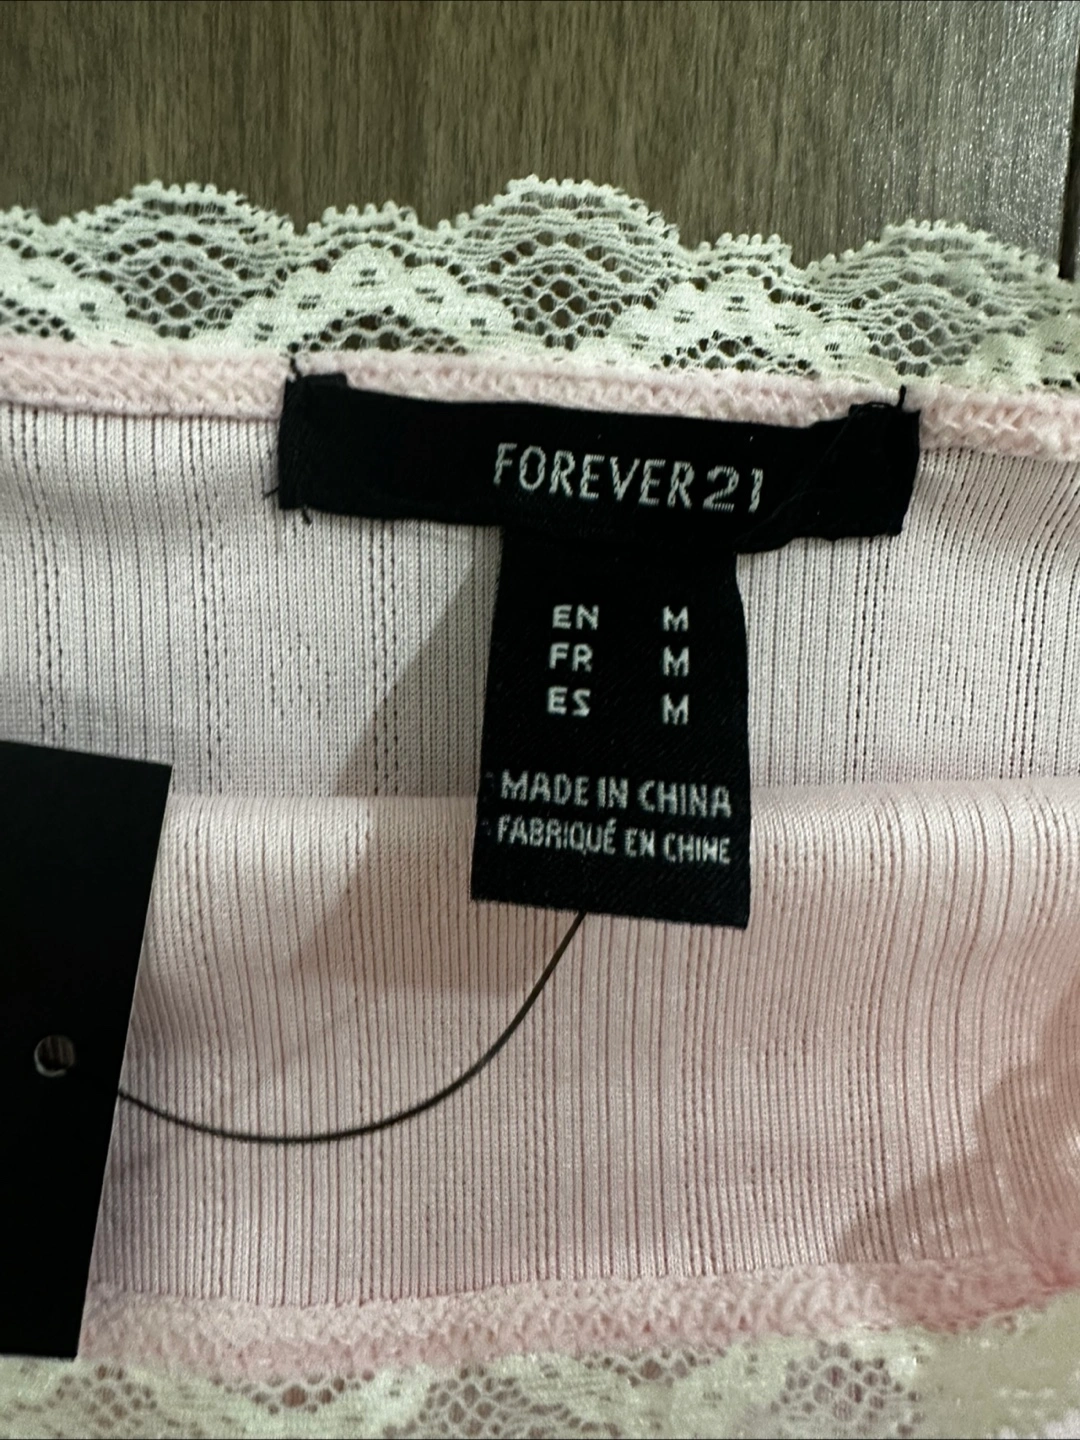 FOREVER 21
EN M
FR M
ES M
MADE IN CHINA
FABRIQUÉ EN CHINE